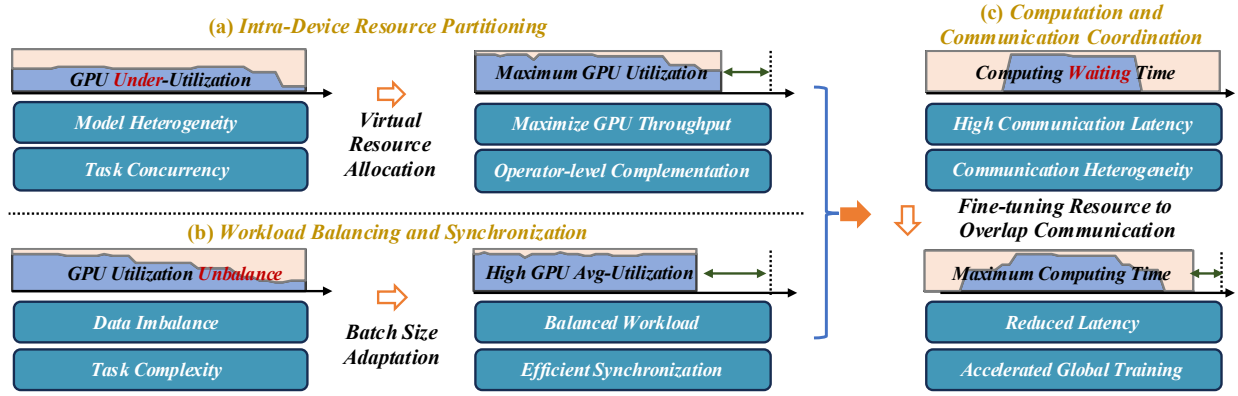 (a) Intra-Device Resource Partitioning
GPU Under-Utilization
Model Heterogeneity
Task Concurrency
Virtual
Resource
Allocation
Maximum GPU Utilization
Maximize GPU Throughput
Operator-level Complementation
(b) Workload Balancing and Synchronization
GPU Utilization Unbalance
Data Imbalance
Task Complexity
Batch Size
Adaptation
High GPU Avg-Utilization
Balanced Workload
Efficient Synchronization
(c) Computation and
Communication Coordination
Computing Waiting Time
High Communication Latency
Communication Heterogeneity
Fine-tuning Resource to
Overlap Communication
Maximum Computing Time
Reduced Latency
Accelerated Global Training